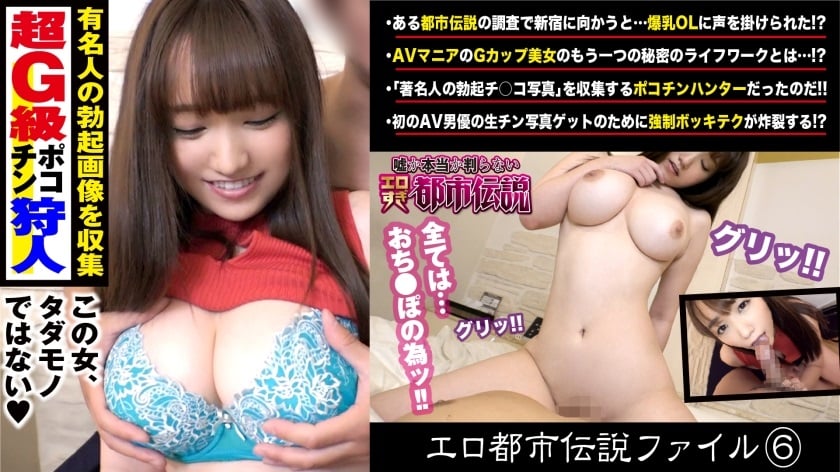 有名人の勃起画像を収集
超G級ポコチン狩人
この女、
タダモノ
ではない♥
・ある都市伝説の調査で新宿に向かうと…爆乳OLに声を掛けられた!?
・AVマニアのGカップ美女のもう一つの秘密のライフワークとは…!?
・「著名人の勃起チ○コ写真」を収集するポコチンハンターだったのだ!!
・初のAV男優の生チン写真ゲットのために強制ボッキテクが炸裂する!?
嘘か本当か判らない
エロすぎ都市伝説
全ては…
おち●ぽの為ッ!!
グリッ!!
グリッ!!
エロ都市伝説ファイル⑥